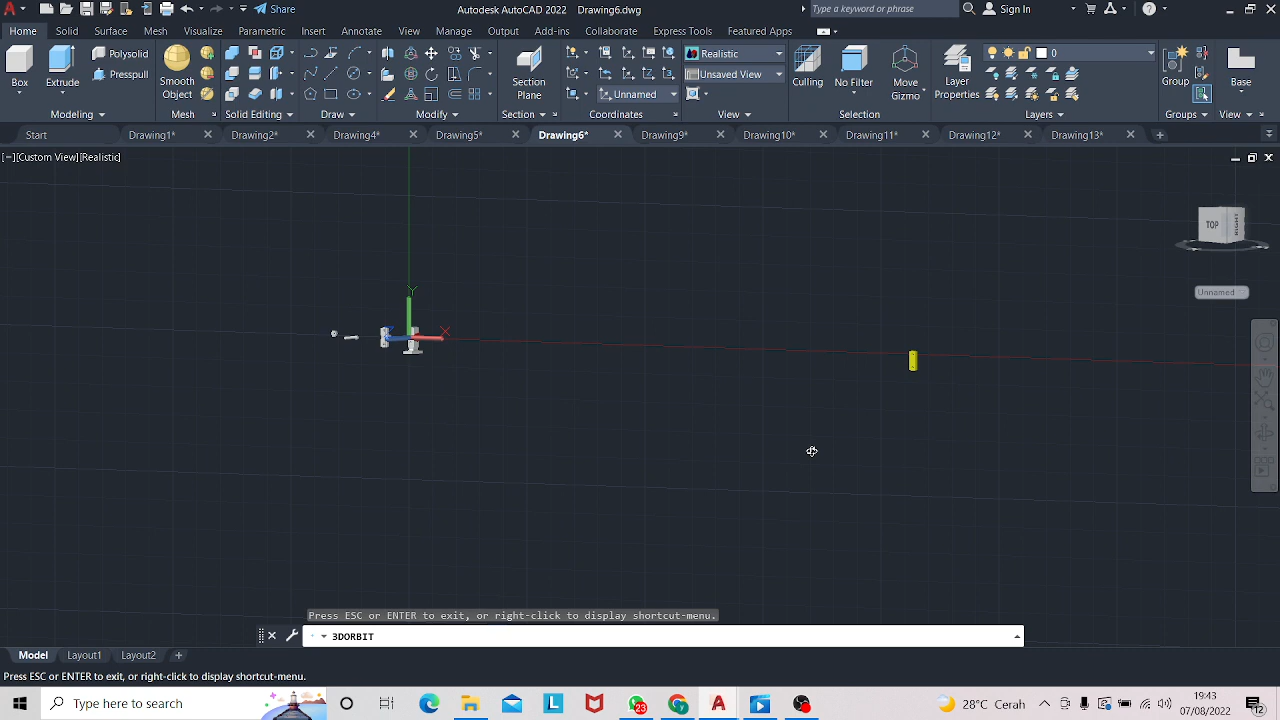 Share
Autodesk AutoCAD 2022 Drawing6.dwg
Type a keyword or phrase
Sign In
Home Solid Surface Mesh Visualize Parametric Insert Annotate View Manage Output Add-ins Collaborate Express Tools Featured Apps
Box
Extrude
Polysolid
Presspull
Smooth
Object
Section
Plane
Unnamed
Realistic
Unsaved View
Culling
No Filter
Move
Gizmo
Layer
Properties
0
Group
Base
Modeling
Mesh
Solid Editing
Draw
Modify
Section
Coordinates
View
Selection
Layers
Groups
View
Start Drawing1* Drawing2* Drawing4* Drawing5* Drawing6* Drawing9* Drawing10* Drawing11* Drawing12* Drawing13*
[−][Custom View][Realistic]
TOP
RIGHT
Unnamed
Y
X
Press ESC or ENTER to exit, or right-click to display shortcut-menu.
3DORBIT
Model Layout1 Layout2
Press ESC or ENTER to exit, or right-click to display shortcut-menu.
Type here to search
23
28° Cerah
19:43
07/08/2022
12